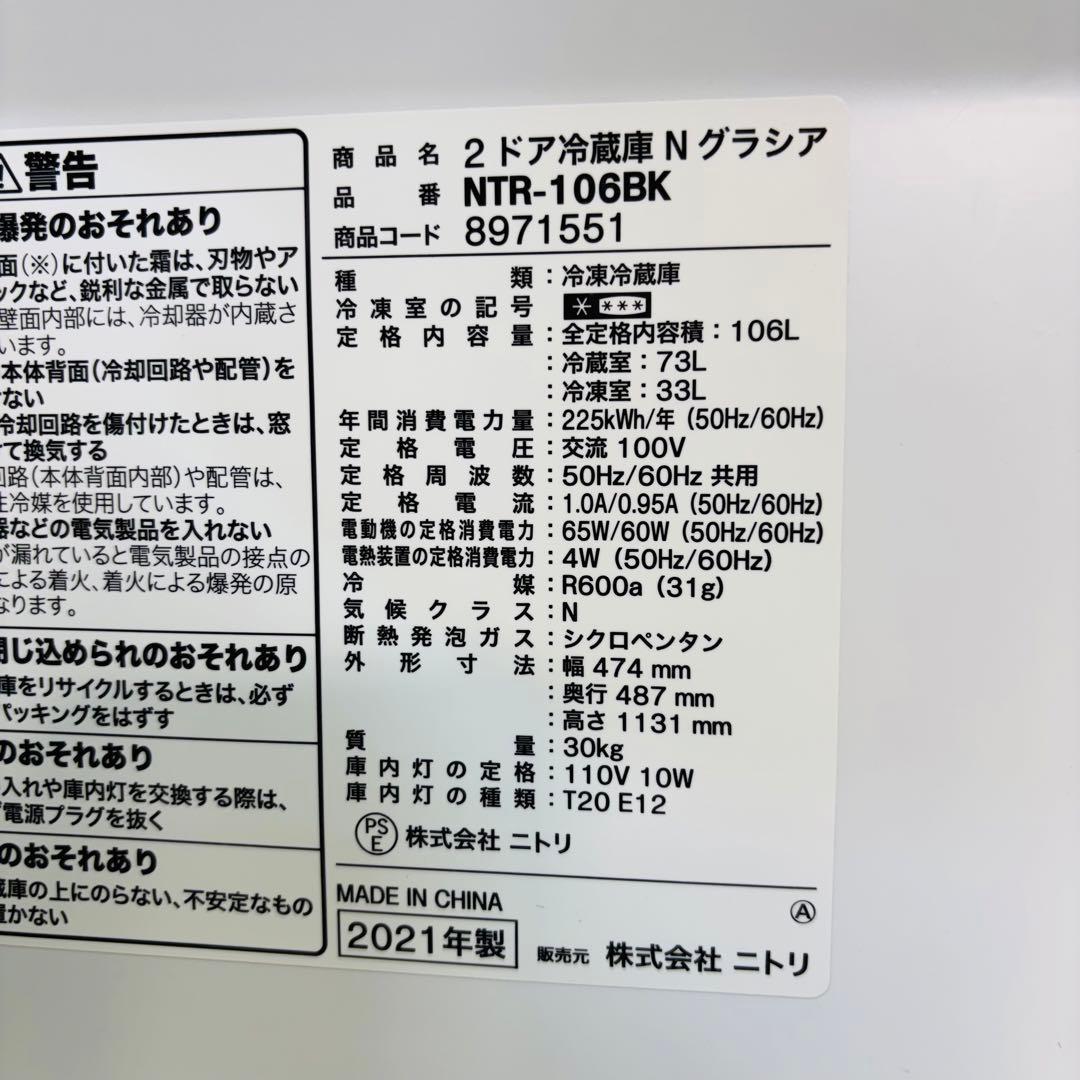 警告
爆発のおそれあり
面(※)に付いた霜は、刃物やア
ックなど、鋭利な金属で取らない
壁面内部には、冷却器が内蔵さ
います。
本体背面(冷却回路や配管)を
ない
冷却回路を傷付けたときは、窓
て換気する
回路(本体背面内部)や配管は、
性冷媒を使用しています。
器などの電気製品を入れない
が漏れていると電気製品の接点の
による着火、着火による爆発の原
なります。
閉じ込められのおそれあり
庫をリサイクルするときは、必ず
パッキングをはずす
のおそれあり
入れや庫内灯を交換する際は、
電源プラグを抜く
のおそれあり
蔵庫の上にのらない、不安定なもの
置かない
商品名 2ドア冷蔵庫 N グラシア
品番 NTR-106BK
商品コード 8971551
種類：冷凍冷蔵庫
冷凍室の記号 * ***
定格内容量：全定格内容積：106L
：冷蔵室：73L
：冷凍室：33L
年間消費電力量：225kWh/年 (50Hz/60Hz)
定格電圧：交流 100V
定格周波数：50Hz/60Hz 共用
定格電流：1.0A/0.95A (50Hz/60Hz)
電動機の定格消費電力：65W/60W (50Hz/60Hz)
電熱装置の定格消費電力：4W (50Hz/60Hz)
冷媒：R600a (31g)
気候クラス：N
断熱発泡ガス：シクロペンタン
外形寸法：幅 474 mm
：奥行 487 mm
：高さ 1131 mm
質量：30kg
庫内灯の定格：110V 10W
庫内灯の種類：T20 E12
PSE 株式会社 ニトリ
MADE IN CHINA
Ⓐ
2021年製
販売元 株式会社 ニトリ